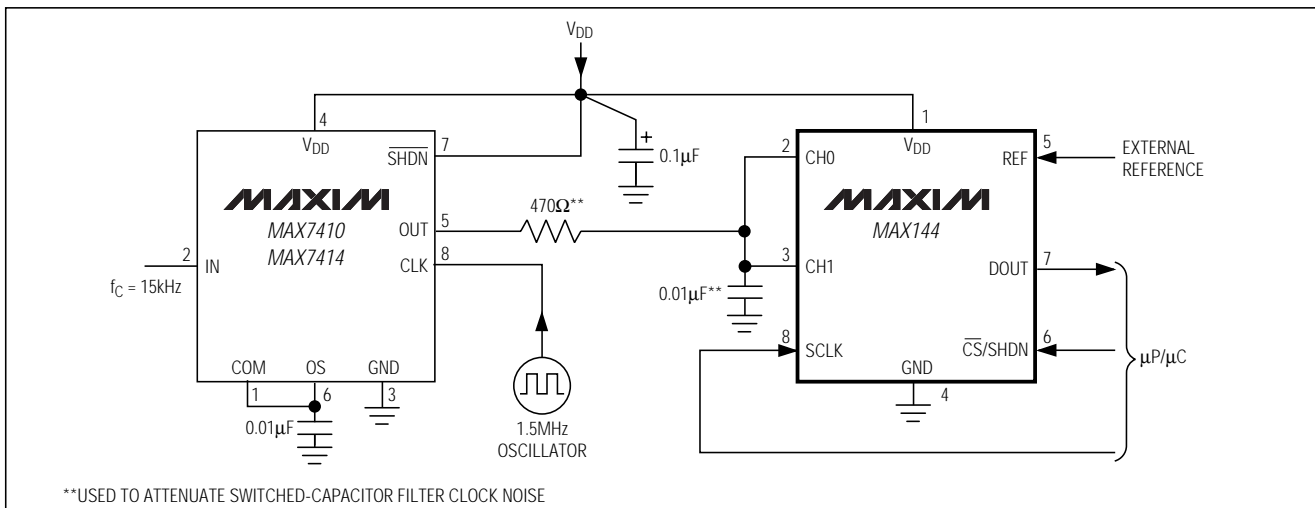 VDD
4
VDD
7
SHDN
+
0.1µF
MAXIM
MAX7410
MAX7414
2
IN
fC = 15kHz
OUT
5
470Ω**
CLK
8
COM
OS
GND
1
6
3
0.01µF
1.5MHz
OSCILLATOR
1
VDD
2
CH0
REF
5
EXTERNAL
REFERENCE
MAXIM
MAX144
3
CH1
0.01µF**
DOUT
7
8
SCLK
CS/SHDN
6
µP/µC
GND
4
**USED TO ATTENUATE SWITCHED-CAPACITOR FILTER CLOCK NOISE